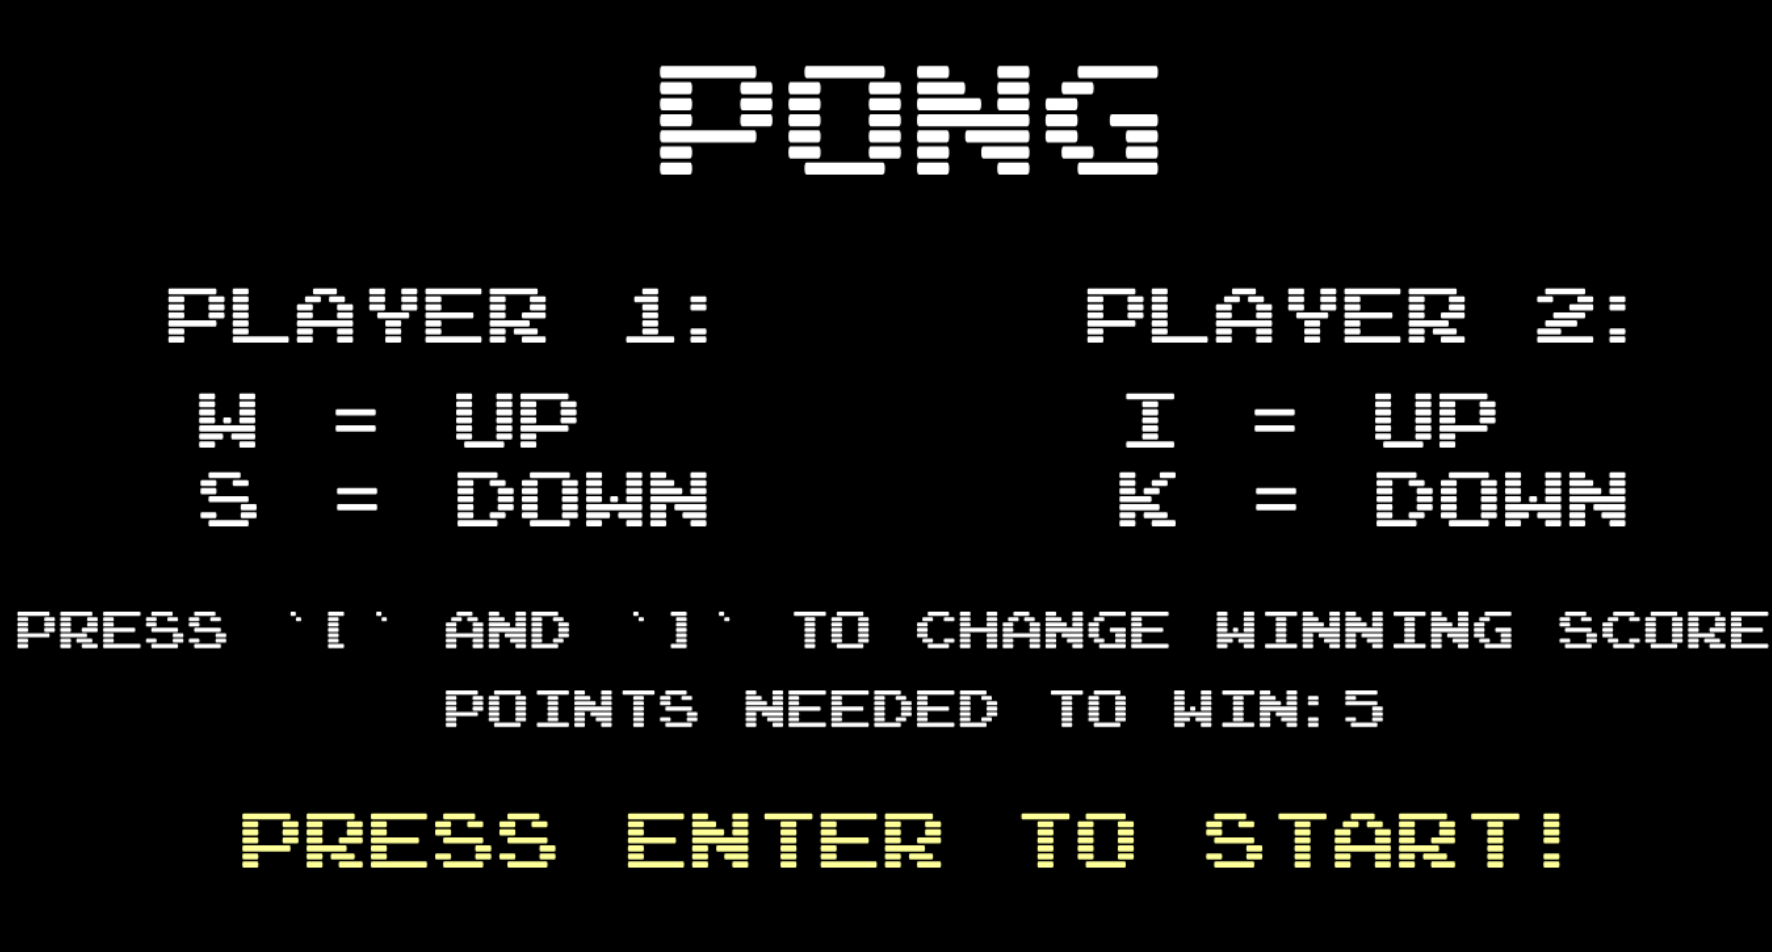 PONG
PLAYER 1:
W = UP
S = DOWN
PLAYER 2:
I = UP
K = DOWN
PRESS `[` AND `]` TO CHANGE WINNING SCORE
POINTS NEEDED TO WIN:5
PRESS ENTER TO START!